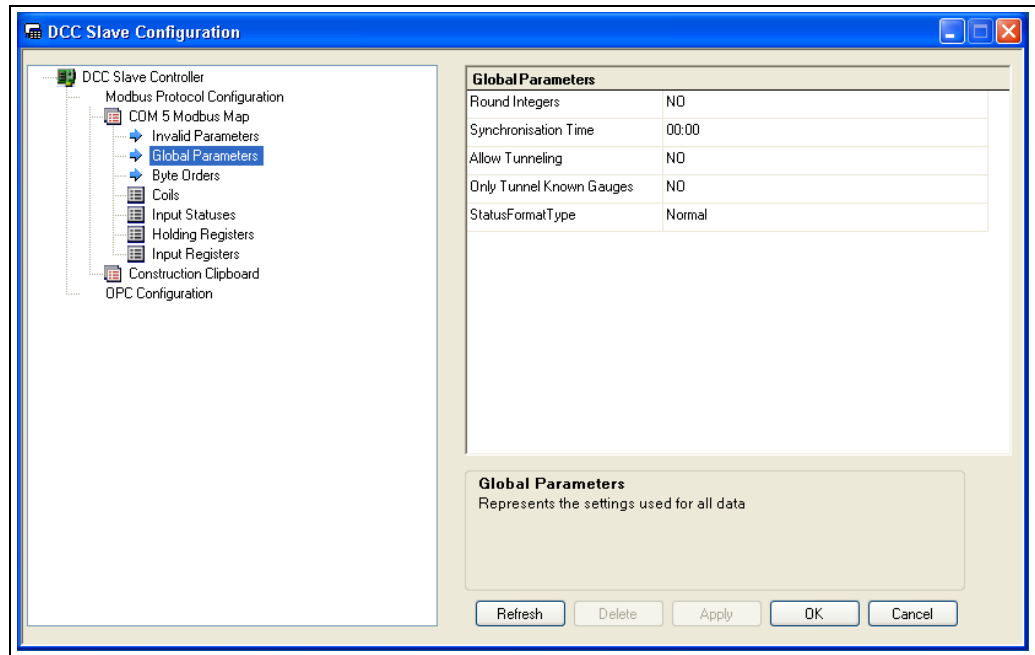 DCC Slave Configuration
DCC Slave Controller
Modbus Protocol Configuration
COM 5 Modbus Map
Invalid Parameters
Global Parameters
Byte Orders
Coils
Input Statuses
Holding Registers
Input Registers
Construction Clipboard
OPC Configuration
Global Parameters
Round Integers NO
Synchronisation Time 00:00
Allow Tunneling NO
Only Tunnel Known Gauges NO
StatusFormatType Normal
Global Parameters
Represents the settings used for all data
Refresh Delete Apply OK Cancel